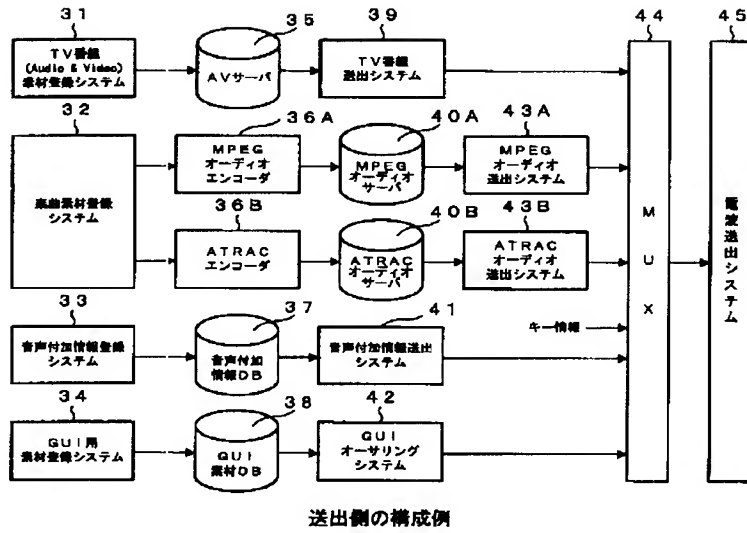 31
35
39
44
45
TV番組
(Audio & Video)
素材登録システム
AVサーバ
TV番組
送出システム
32
36A
40A
43A
楽曲素材登録
システム
MPEG
オーディオ
エンコーダ
MPEG
オーディオ
サーバ
MPEG
オーディオ
送出システム
36B
40B
43B
ATRAC
エンコーダ
ATRAC
オーディオ
サーバ
ATRAC
オーディオ
送出システム
MUX
電波送出システム
キー情報
33
37
41
音声付加情報登録
システム
音声付加
情報DB
音声付加情報送出
システム
34
38
42
GUI用
素材登録システム
GUI
素材DB
GUI
オーサリング
システム
送出側の構成例